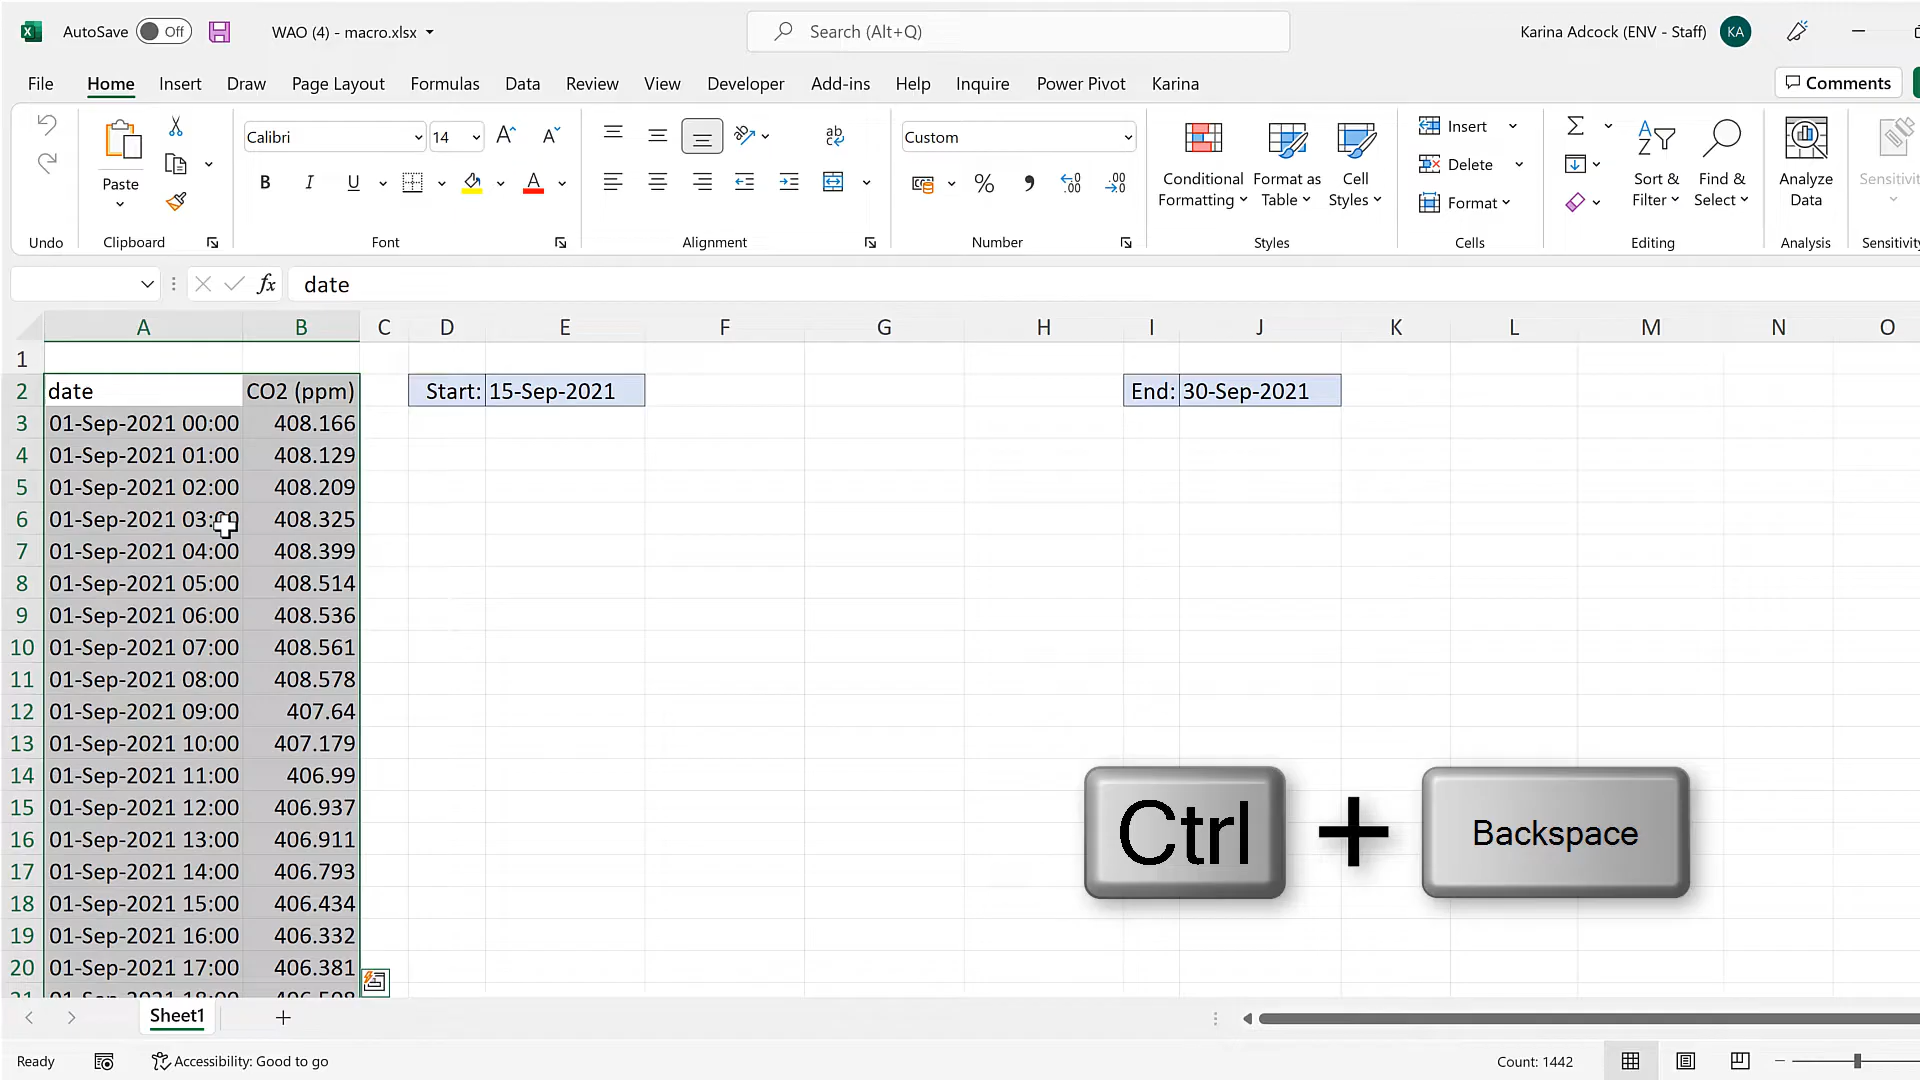 AutoSave Off WAO (4) - macro.xlsx Search (Alt+Q) Karina Adcock (ENV - Staff) KA
File Home Insert Draw Page Layout Formulas Data Review View Developer Add-ins Help Inquire Power Pivot Karina Comments
Calibri 14 Custom
Paste
B I U
ab
Conditional Formatting
Format as Table
Cell Styles
Insert
Delete
Format
Sort & Filter
Find & Select
Analyze Data
Sensitivit
Undo Clipboard Font Alignment Number Styles Cells Editing Analysis Sensitivity
fx date
A B C D E F G H I J K L M N O
1
2 date CO2 (ppm) Start: 15-Sep-2021 End: 30-Sep-2021
3 01-Sep-2021 00:00 408.166
4 01-Sep-2021 01:00 408.129
5 01-Sep-2021 02:00 408.209
6 01-Sep-2021 03:00 408.325
7 01-Sep-2021 04:00 408.399
8 01-Sep-2021 05:00 408.514
9 01-Sep-2021 06:00 408.536
10 01-Sep-2021 07:00 408.561
11 01-Sep-2021 08:00 408.578
12 01-Sep-2021 09:00 407.64
13 01-Sep-2021 10:00 407.179
14 01-Sep-2021 11:00 406.99
15 01-Sep-2021 12:00 406.937
16 01-Sep-2021 13:00 406.911
17 01-Sep-2021 14:00 406.793
18 01-Sep-2021 15:00 406.434
19 01-Sep-2021 16:00 406.332
20 01-Sep-2021 17:00 406.381
Ctrl + Backspace
Sheet1
Ready Accessibility: Good to go Count: 1442